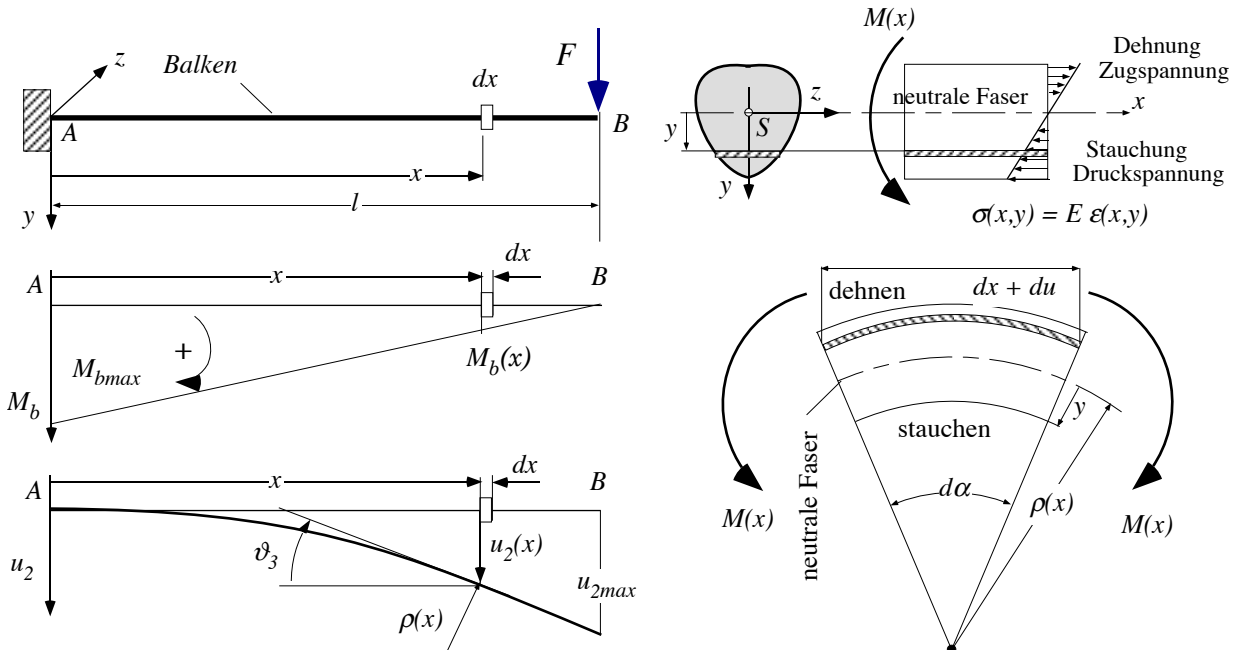 z
Balken
dx
F
A
B
x
l
y
A
x
dx
B
+
M_bmax
M_b(x)
M_b
A
x
dx
B
ϑ_3
u_2(x)
u_2
u_2max
ρ(x)
M(x)
Dehnung
Zugspannung
z
neutrale Faser
x
y
S
Stauchung
Druckspannung
y
σ(x,y) = E ε(x,y)
dehnen
dx + du
y
stauchen
neutrale Faser
dα
ρ(x)
M(x)
M(x)